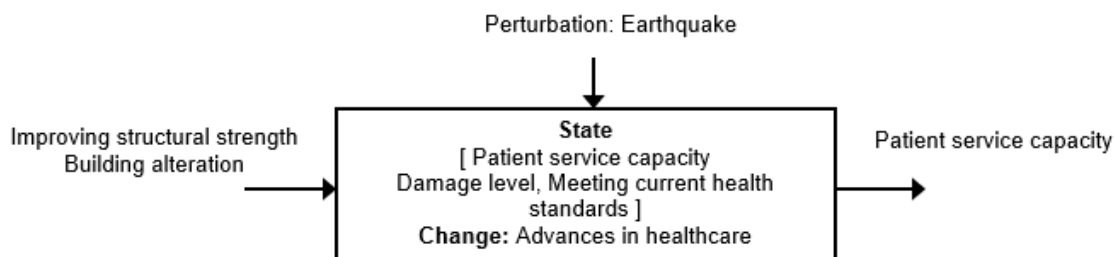 Perturbation: Earthquake
Improving structural strength
Building alteration
State
[ Patient service capacity
Damage level, Meeting current health
standards ]
Change: Advances in healthcare
Patient service capacity